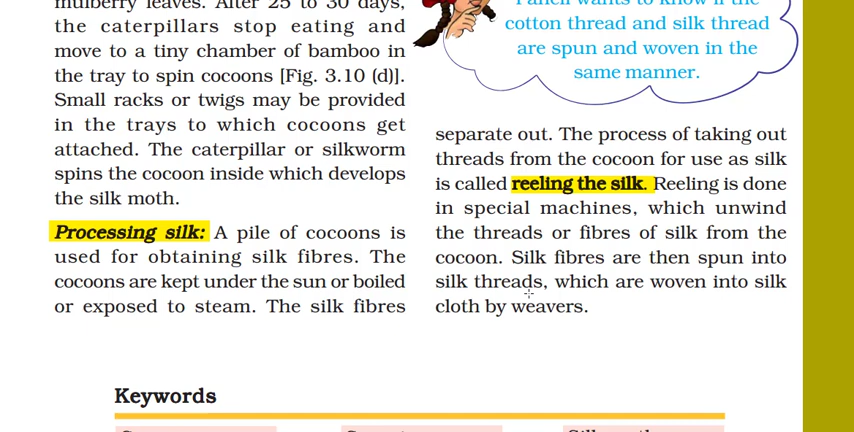 mulberry leaves. After 25 to 30 days,
the caterpillars stop eating and
move to a tiny chamber of bamboo in
the tray to spin cocoons [Fig. 3.10 (d)].
Small racks or twigs may be provided
in the trays to which cocoons get
attached. The caterpillar or silkworm
spins the cocoon inside which develops
the silk moth.
Processing silk: A pile of cocoons is
used for obtaining silk fibres. The
cocoons are kept under the sun or boiled
or exposed to steam. The silk fibres
wants to know if the
cotton thread and silk thread
are spun and woven in the
same manner.
separate out. The process of taking out
threads from the cocoon for use as silk
is called reeling the silk. Reeling is done
in special machines, which unwind
the threads or fibres of silk from the
cocoon. Silk fibres are then spun into
silk threads, which are woven into silk
cloth by weavers.
Keywords